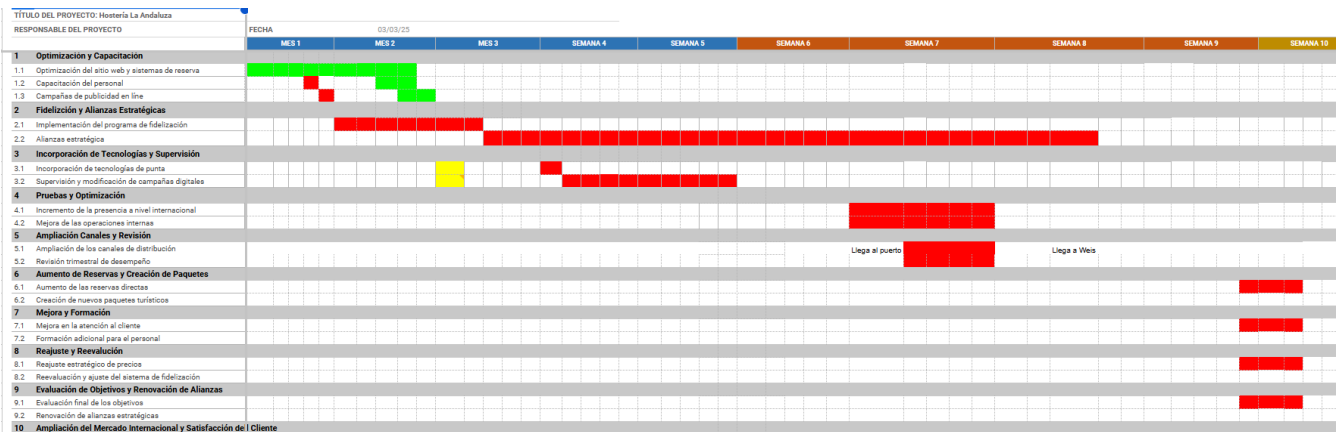 TÍTULO DEL PROYECTO: Hostería La Andaluza
RESPONSABLE DEL PROYECTO FECHA 03/03/25
MES 1 MES 2 MES 3 SEMANA 4 SEMANA 5 SEMANA 6 SEMANA 7 SEMANA 8 SEMANA 9 SEMANA 10
1 Optimización y Capacitación
1.1 Optimización del sitio web y sistemas de reserva
1.2 Capacitación del personal
1.3 Campañas de publicidad en líne
2 Fidelizción y Alianzas Estratégicas
2.1 Implementación del programa de fidelización
2.2 Alianzas estratégica
3 Incorporación de Tecnologías y Supervisión
3.1 Incorporación de tecnologías de punta
3.2 Supervisión y modificación de campañas digitales
4 Pruebas y Optimización
4.1 Incremento de la presencia a nivel internacional
4.2 Mejora de las operaciones internas
5 Ampliación Canales y Revisión
5.1 Ampliación de los canales de distribución Llega al puerto Llega a Weis
5.2 Revisión trimestral de desempeño
6 Aumento de Reservas y Creación de Paquetes
6.1 Aumento de las reservas directas
6.2 Creación de nuevos paquetes turísticos
7 Mejora y Formación
7.1 Mejora en la atención al cliente
7.2 Formación adicional para el personal
8 Reajuste y Reevalución
8.1 Reajuste estratégico de precios
8.2 Reevaluación y ajuste del sistema de fidelización
9 Evaluación de Objetivos y Renovación de Alianzas
9.1 Evaluación final de los objetivos
9.2 Renovación de alianzas estratégicas
10 Ampliación del Mercado Internacional y Satisfacción del Cliente